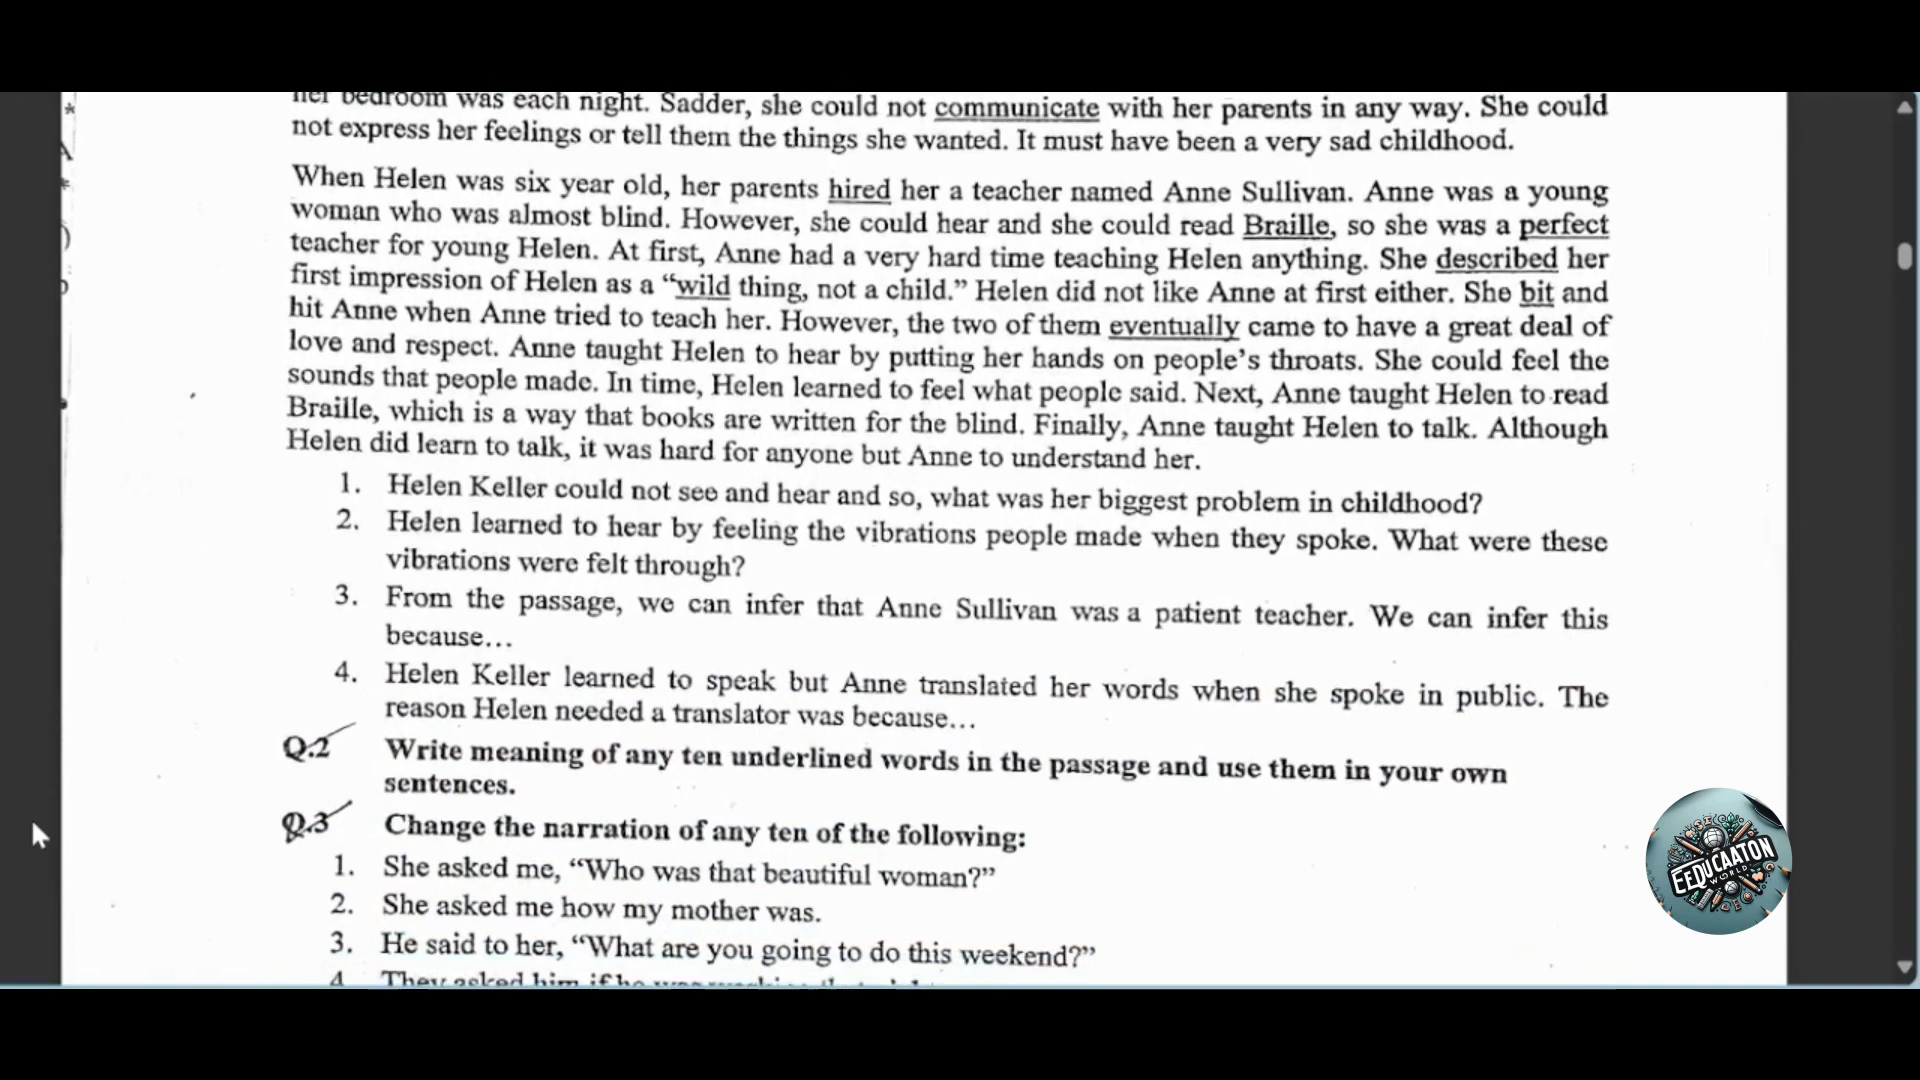 her bedroom was each night. Sadder, she could not communicate with her parents in any way. She could
not express her feelings or tell them the things she wanted. It must have been a very sad childhood.
When Helen was six year old, her parents hired her a teacher named Anne Sullivan. Anne was a young
woman who was almost blind. However, she could hear and she could read Braille, so she was a perfect
teacher for young Helen. At first, Anne had a very hard time teaching Helen anything. She described her
first impression of Helen as a “wild thing, not a child.” Helen did not like Anne at first either. She bit and
hit Anne when Anne tried to teach her. However, the two of them eventually came to have a great deal of
love and respect. Anne taught Helen to hear by putting her hands on people’s throats. She could feel the
sounds that people made. In time, Helen learned to feel what people said. Next, Anne taught Helen to read
Braille, which is a way that books are written for the blind. Finally, Anne taught Helen to talk. Although
Helen did learn to talk, it was hard for anyone but Anne to understand her.
1. Helen Keller could not see and hear and so, what was her biggest problem in childhood?
2. Helen learned to hear by feeling the vibrations people made when they spoke. What were these
vibrations were felt through?
3. From the passage, we can infer that Anne Sullivan was a patient teacher. We can infer this
because...
4. Helen Keller learned to speak but Anne translated her words when she spoke in public. The
reason Helen needed a translator was because...
Q.2 Write meaning of any ten underlined words in the passage and use them in your own
sentences.
Q.3 Change the narration of any ten of the following:
1. She asked me, “Who was that beautiful woman?”
2. She asked me how my mother was.
3. He said to her, “What are you going to do this weekend?”
4. They asked him if he was
EEDUCAATON
WORLD